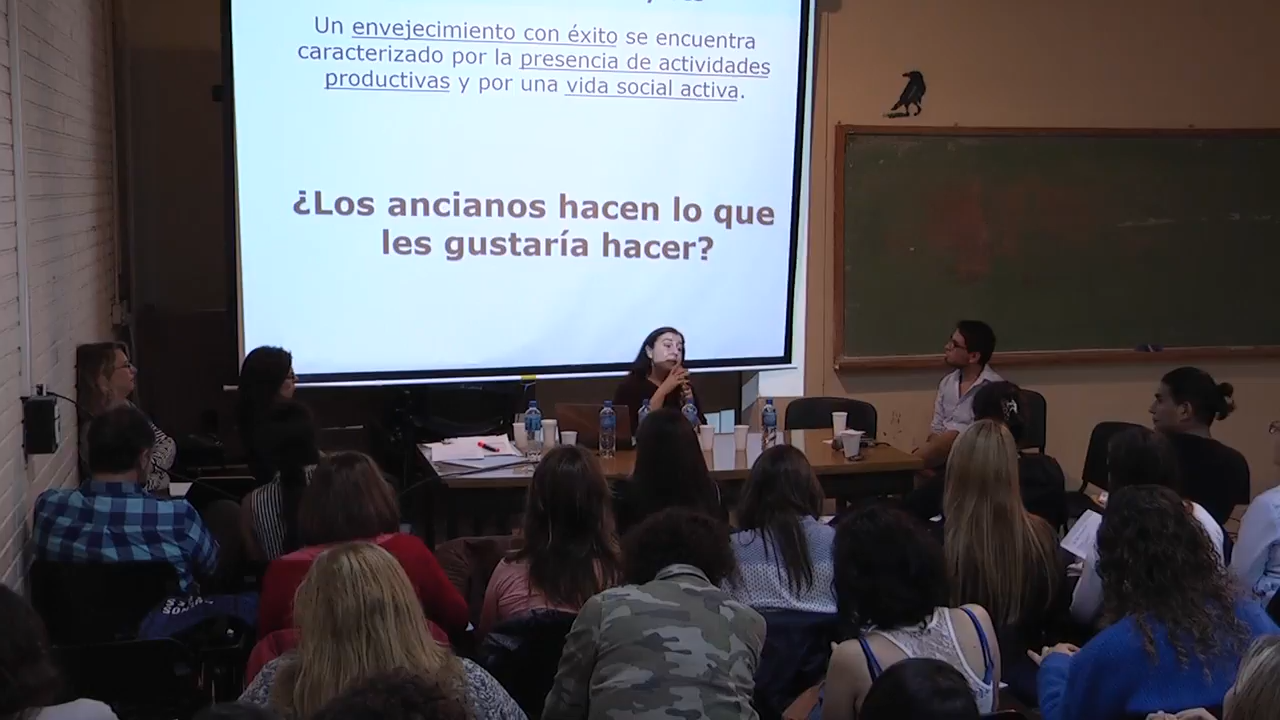 Un envejecimiento con éxito se encuentra
caracterizado por la presencia de actividades
productivas y por una vida social activa.
¿Los ancianos hacen lo que
les gustaría hacer?